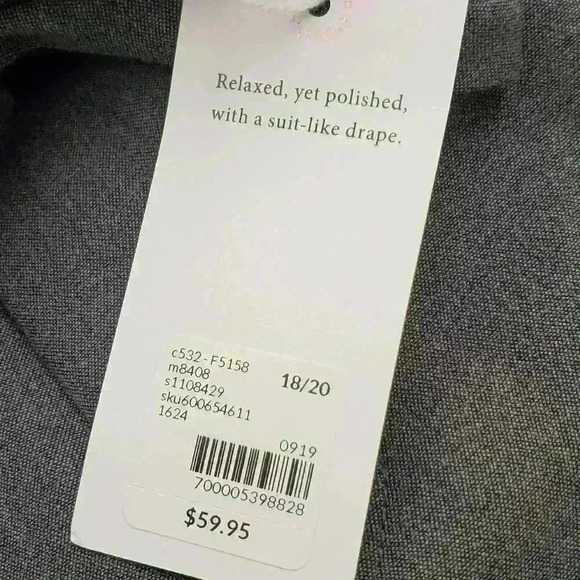 Relaxed, yet polished,
with a suit-like drape.
c532-F5158
m8408
18/20
s1108429
sku600654611
1624
0919
700005398828
$59.95